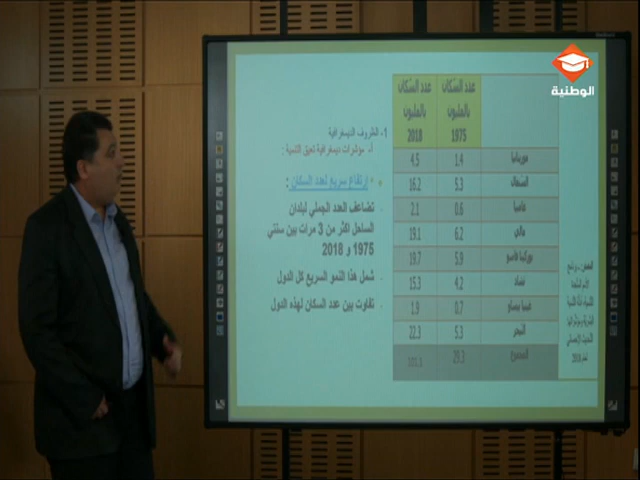 الوطنية
1- الظروف الديمغرافية
أ- مؤشرات ديمغرافية تعيق التنمية :
* إرتفاع سريع لعدد السكان :
تضاعف العدد الجملي لبلدان
الساحل اكثر من 3 مرات بين سنتي
1975 و 2018
شمل هذا النمو السريع كل الدول
تفاوت بين عدد السكان لهذه الدول
عدد السكان بالمليون 1975
عدد السكان بالمليون 2018
موريتانيا 1.4 4.5
السنغال 5.3 16.2
غامبيا 0.6 2.1
مالي 6.2 19.1
بوركينا فاسو 5.9 19.7
تشاد 4.2 15.3
غينيا بيساو 0.7 1.9
النيجر 5.3 22.3
المجموع 29.3